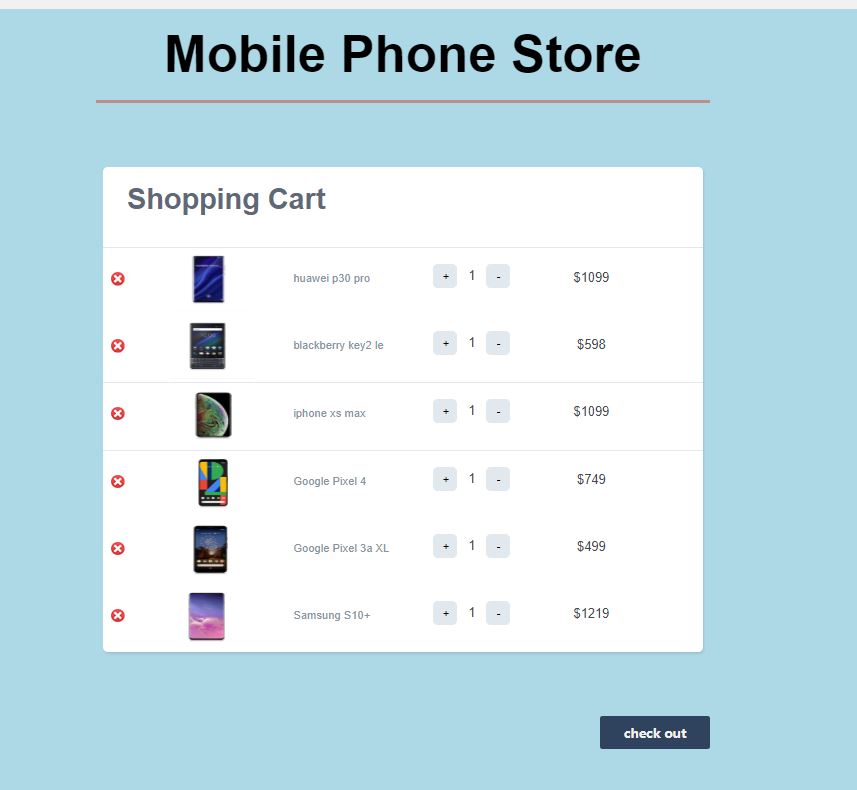 Mobile Phone Store
Shopping Cart
huawei p30 pro + 1 - $1099
blackberry key2 le + 1 - $598
iphone xs max + 1 - $1099
Google Pixel 4 + 1 - $749
Google Pixel 3a XL + 1 - $499
Samsung S10+ + 1 - $1219
check out